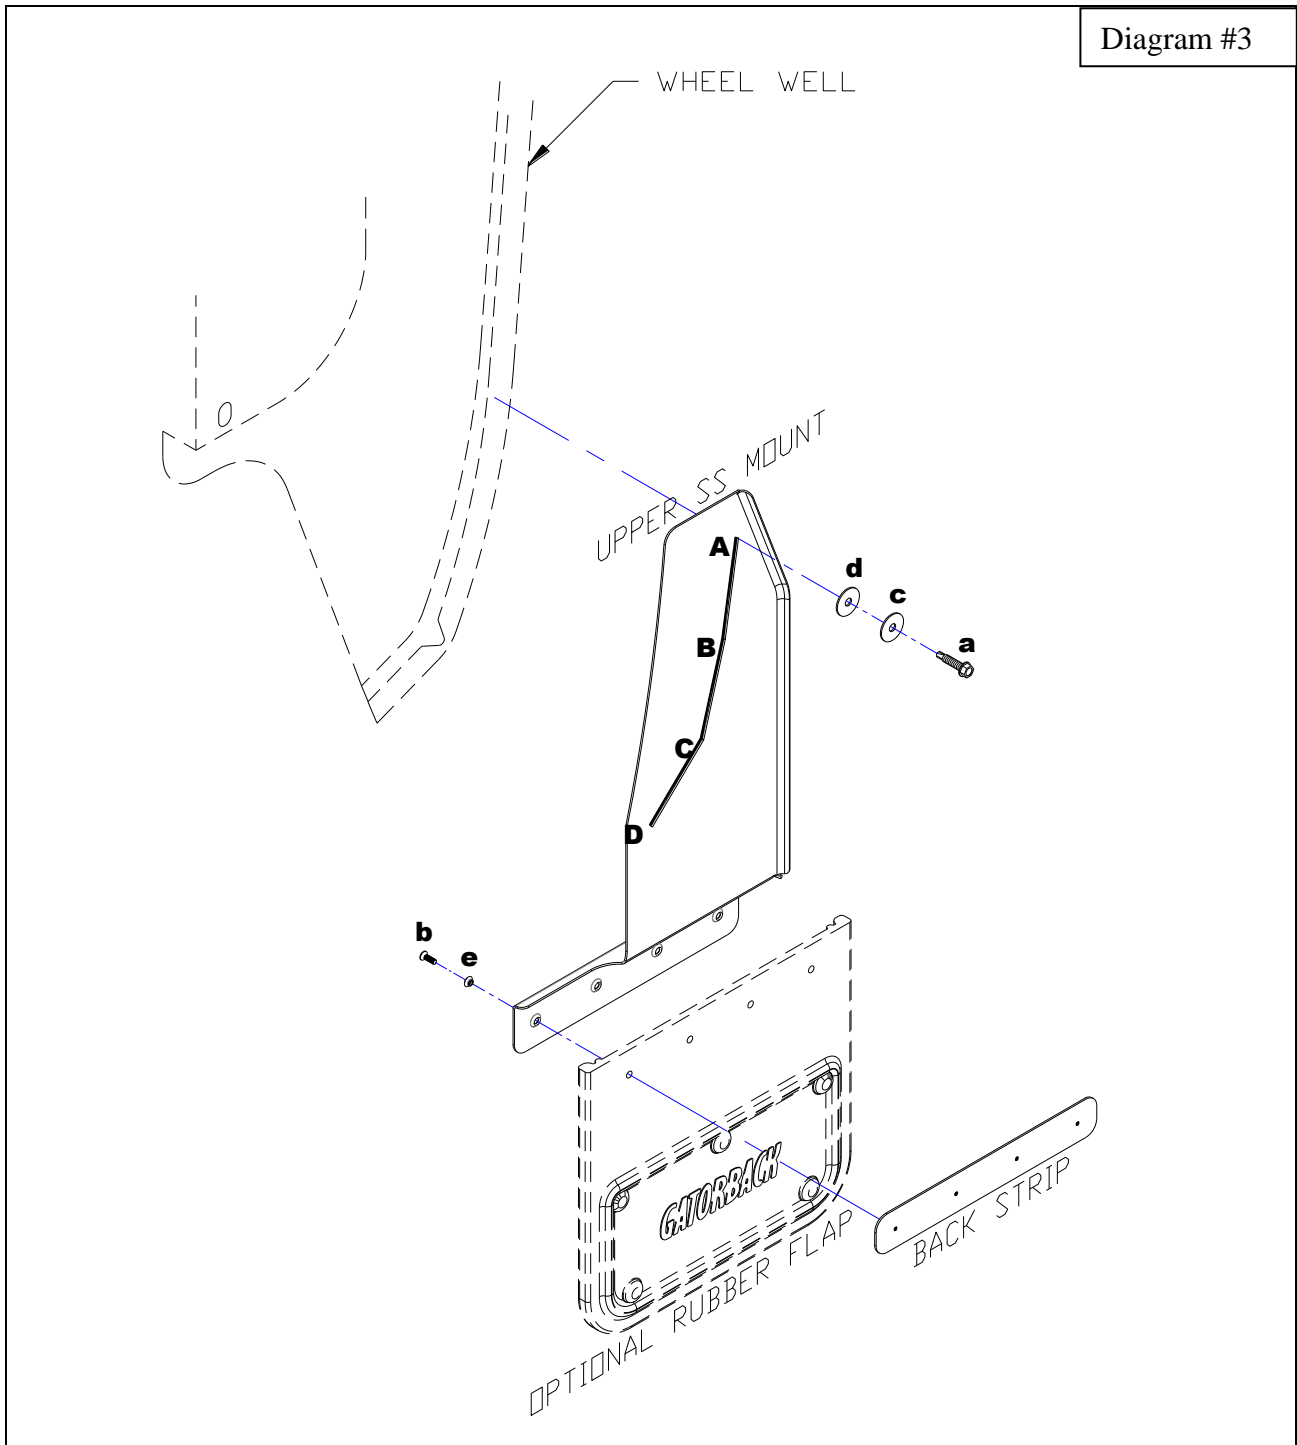 Diagram #3
WHEEL WELL
UPPER SS MOUNT
A
d
c
a
B
C
D
b
e
GATORBACK
BACK STRIP
OPTIONAL RUBBER FLAP